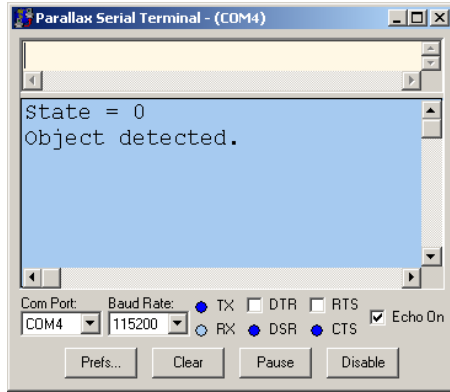 Parallax Serial Terminal - (COM4)
State = 0
Object detected.
Com Port: Baud Rate: TX DTR RTS
COM4 115200 RX DSR CTS Echo On
Prefs... Clear Pause Disable